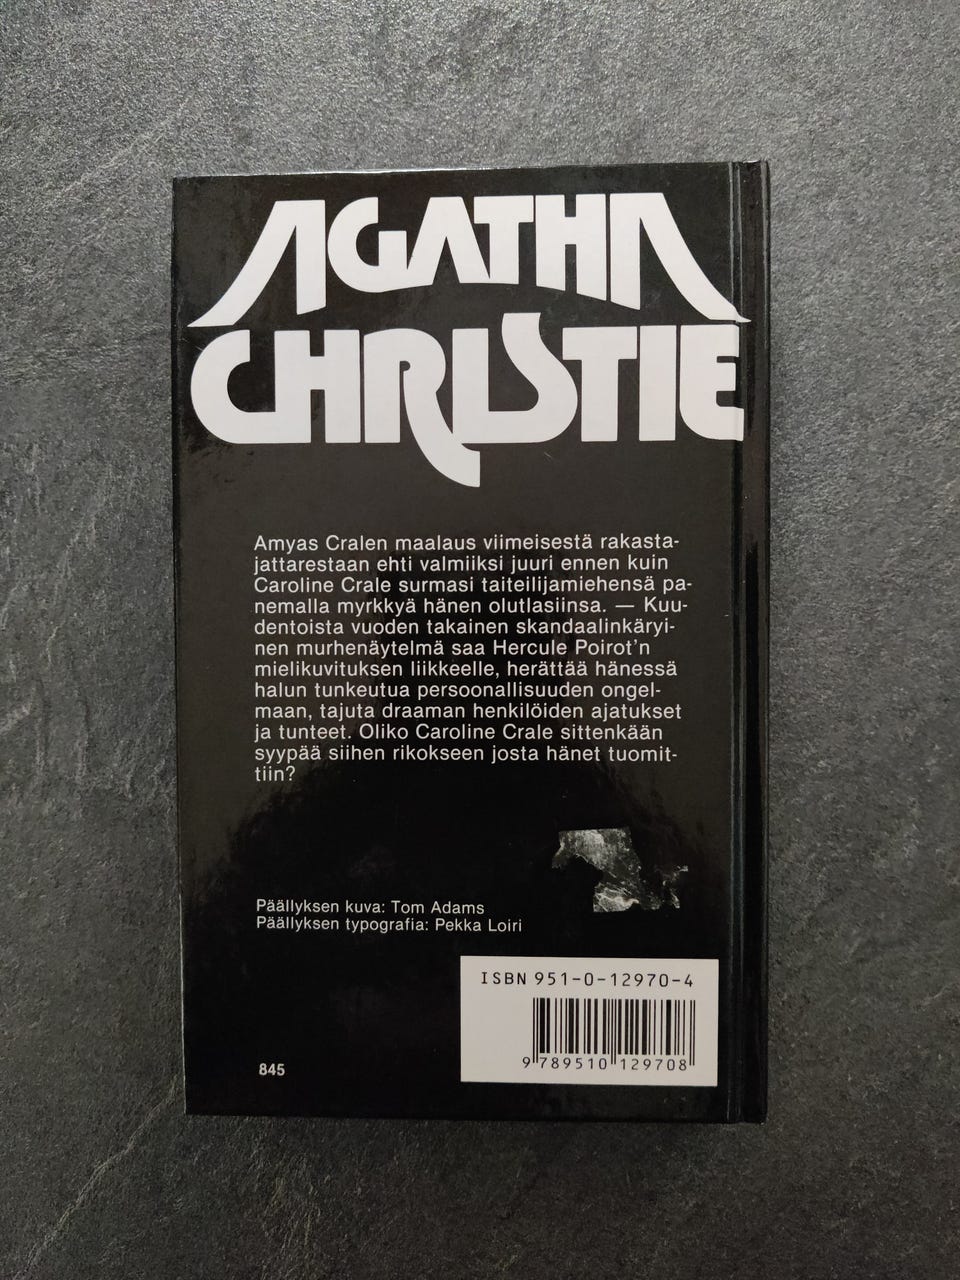 AGATHA
CHRISTIE
Amyas Cralen maalaus viimeisestä rakasta-
jattarestaan ehti valmiiksi juuri ennen kuin
Caroline Crale surmasi taiteilijamiehensä pa-
nemalla myrkkyä hänen olutlasiinsa. — Kuu-
dentoista vuoden takainen skandaalinkäryi-
nen murhenäytelmä saa Hercule Poirot'n
mielikuvituksen liikkeelle, herättää hänessä
halun tunkeutua persoonallisuuden ongel-
maan, tajuta draaman henkilöiden ajatukset
ja tunteet. Oliko Caroline Crale sittenkään
syypää siihen rikokseen josta hänet tuomit-
tiin?
Päällyksen kuva: Tom Adams
Päällyksen typografia: Pekka Loiri
ISBN 951-0-12970-4
9 789510 129708
845